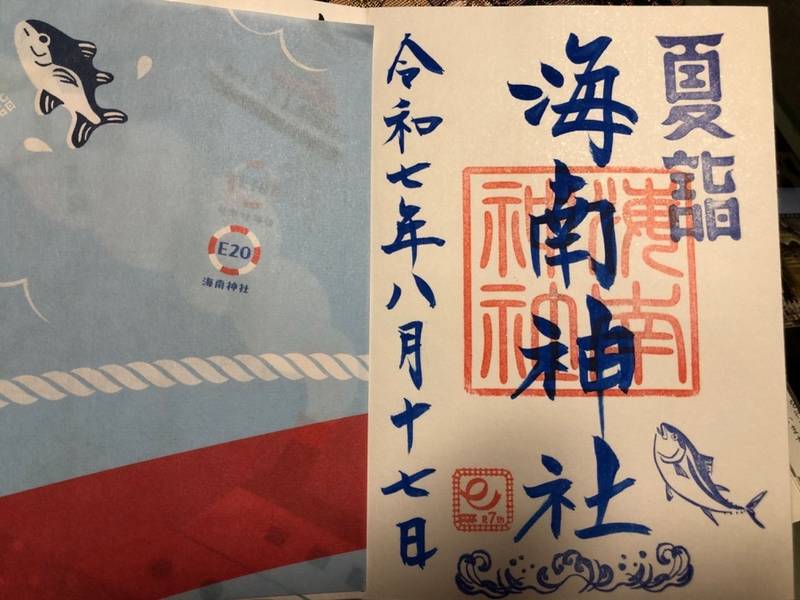 夏詣
海南神社
令和七年八月十七日
海南
神社
R7th
E20
海南神社